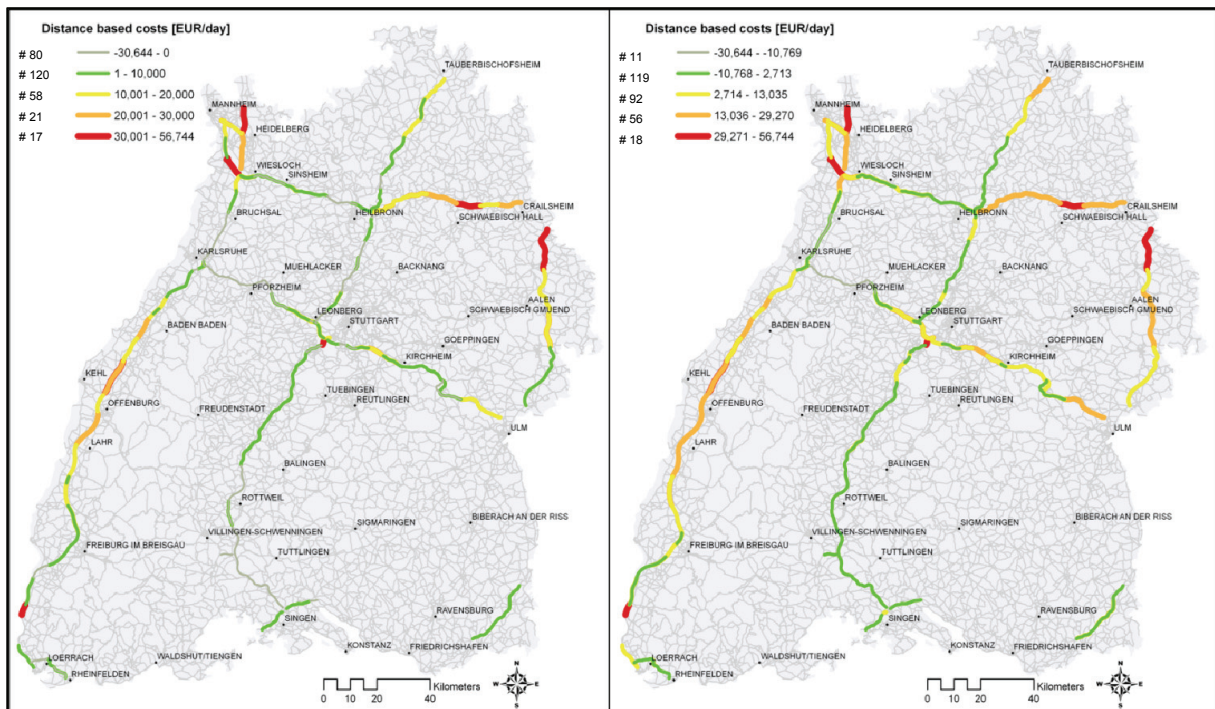 Distance based costs [EUR/day]
# 80 -30,644 - 0
# 120 1 - 10,000
# 58 10,001 - 20,000
# 21 20,001 - 30,000
# 17 30,001 - 56,744
TAUBERBISCHOFSHEIM
MANNHEIM
HEIDELBERG
WIESLOCH
SINSHEIM
CRAILSHEIM
BRUCHSAL
HEILBRONN
SCHWAEBISCH HALL
KARLSRUHE
MUEHLACKER
BACKNANG
PFORZHEIM
AALEN
LEONBERG
SCHWAEBISCH GMUEND
STUTTGART
BADEN BADEN
GOEPPINGEN
KIRCHHEIM
KEHL
TUEBINGEN
REUTLINGEN
OFFENBURG
FREUDENSTADT
ULM
LAHR
BALINGEN
ROTTWEIL
SIGMARINGEN
BIBERACH AN DER RISS
VILLINGEN-SCHWENNINGEN
FREIBURG IM BREISGAU
TUTTLINGEN
RAVENSBURG
SINGEN
KONSTANZ
FRIEDRICHSHAFEN
LOERRACH
WALDSHUT/TIENGEN
RHEINFELDEN
N
W E
S
Kilometers
0 10 20 40
Distance based costs [EUR/day]
# 11 -30,644 - -10,769
# 119 -10,768 - 2,713
# 92 2,714 - 13,035
# 56 13,036 - 29,270
# 18 29,271 - 56,744
TAUBERBISCHOFSHEIM
MANNHEIM
HEIDELBERG
WIESLOCH
SINSHEIM
CRAILSHEIM
BRUCHSAL
HEILBRONN
SCHWAEBISCH HALL
KARLSRUHE
MUEHLACKER
BACKNANG
PFORZHEIM
AALEN
LEONBERG
SCHWAEBISCH GMUEND
STUTTGART
BADEN BADEN
GOEPPINGEN
KIRCHHEIM
KEHL
TUEBINGEN
REUTLINGEN
OFFENBURG
FREUDENSTADT
ULM
LAHR
BALINGEN
ROTTWEIL
SIGMARINGEN
BIBERACH AN DER RISS
VILLINGEN-SCHWENNINGEN
FREIBURG IM BREISGAU
TUTTLINGEN
RAVENSBURG
SINGEN
KONSTANZ
FRIEDRICHSHAFEN
LOERRACH
WALDSHUT/TIENGEN
RHEINFELDEN
N
W E
S
Kilometers
0 10 20 40